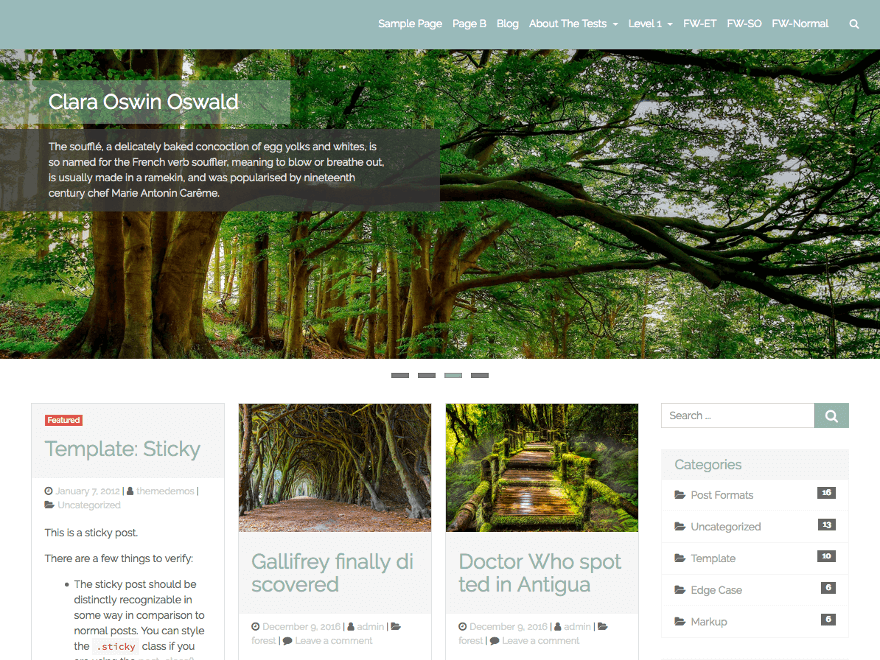 Sample Page Page B Blog About The Tests Level 1 FW-ET FW-SO FW-Normal
Clara Oswin Oswald
The soufflé, a delicately baked concoction of egg yolks and whites, is
so named for the French verb souffler, meaning to blow or breathe out,
is usually made in a ramekin, and was popularised by nineteenth
century chef Marie Antonin Carême.
Featured
Template: Sticky
January 7, 2012 | themedemos |
Uncategorized
This is a sticky post.
There are a few things to verify:
The sticky post should be
distinctly recognizable in
some way in comparison to
normal posts. You can style
the .sticky class if you
Gallifrey finally di
scovered
December 9, 2016 | admin |
forest | Leave a comment
Doctor Who spot
ted in Antigua
December 9, 2016 | admin |
forest | Leave a comment
Search ...
Categories
Post Formats 16
Uncategorized 13
Template 10
Edge Case 6
Markup 6